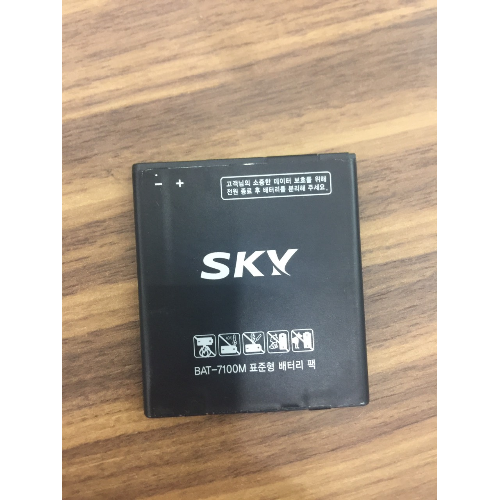 - +
고객님의 소중한 데이터 보호를 위해
전원 종료 후 배터리를 분리해 주세요.
SKY
BAT-7100M 표준형 배터리 팩